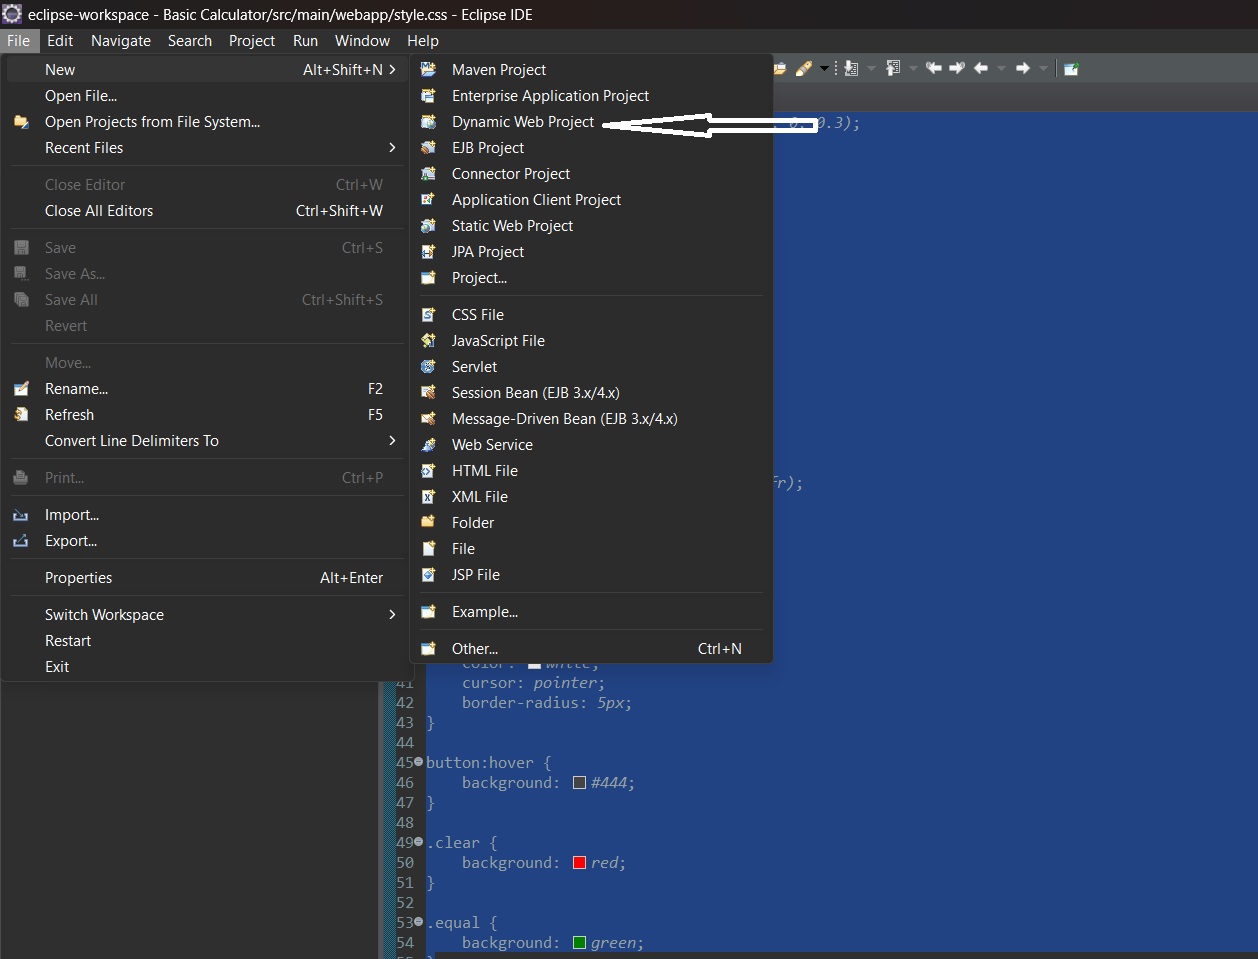 eclipse-workspace - Basic Calculator/src/main/webapp/style.css - Eclipse IDE
File Edit Navigate Search Project Run Window Help
New Alt+Shift+N
Open File...
Open Projects from File System...
Recent Files
Close Editor Ctrl+W
Close All Editors Ctrl+Shift+W
Save Ctrl+S
Save As...
Save All Ctrl+Shift+S
Revert
Move...
Rename... F2
Refresh F5
Convert Line Delimiters To
Print... Ctrl+P
Import...
Export...
Properties Alt+Enter
Switch Workspace
Restart
Exit
Maven Project
Enterprise Application Project
Dynamic Web Project
EJB Project
Connector Project
Application Client Project
Static Web Project
JPA Project
Project...
CSS File
JavaScript File
Servlet
Session Bean (EJB 3.x/4.x)
Message-Driven Bean (EJB 3.x/4.x)
Web Service
HTML File
XML File
Folder
File
JSP File
Example...
Other... Ctrl+N
0, 0.3);
fr);
color: white;
41 cursor: pointer;
42 border-radius: 5px;
43 }
44
45 button:hover {
46 background: #444;
47 }
48
49 .clear {
50 background: red;
51 }
52
53 .equal {
54 background: green;
55 }